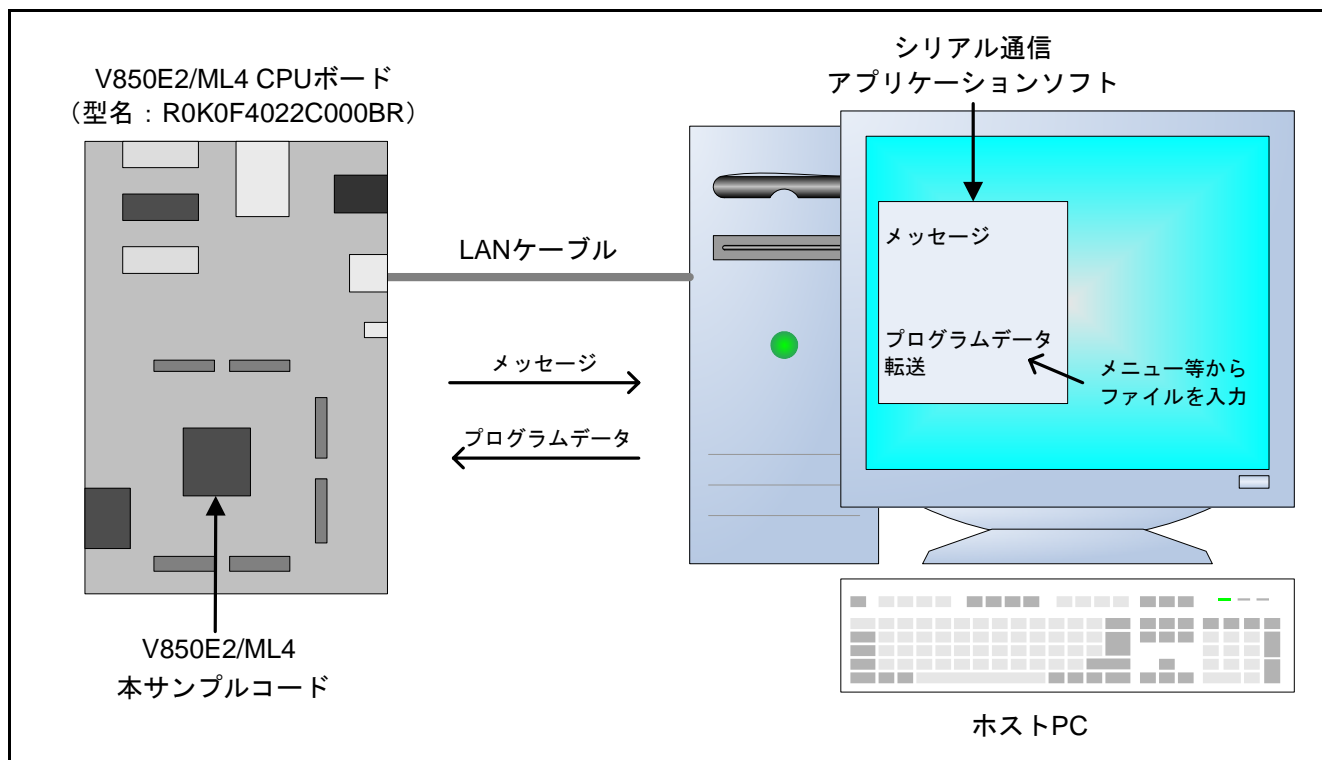 V850E2/ML4 CPUボード
（型名：R0K0F4022C000BR）
シリアル通信
アプリケーションソフト
LANケーブル
メッセージ
プログラムデータ
メッセージ
プログラムデータ
転送
メニュー等から
ファイルを入力
V850E2/ML4
本サンプルコード
ホストPC